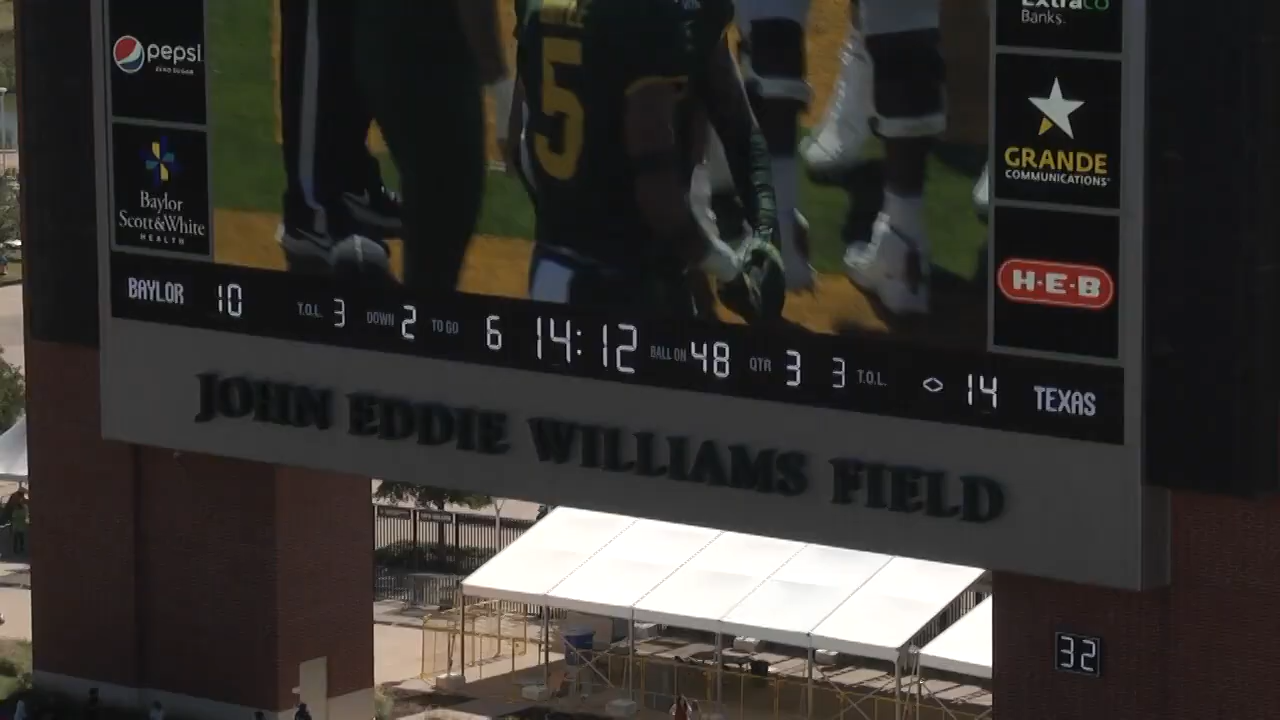 pepsi
ZERO SUGAR
Baylor
Scott&White
HEALTH
5
Extraco
Banks.
GRANDE
COMMUNICATIONS
H-E-B
BAYLOR 10 T.O.L. 3 DOWN 2 TO GO 6 14:12 BALL ON 48 QTR 3 3 T.O.L. <> 14 TEXAS
JOHN EDDIE WILLIAMS FIELD
32